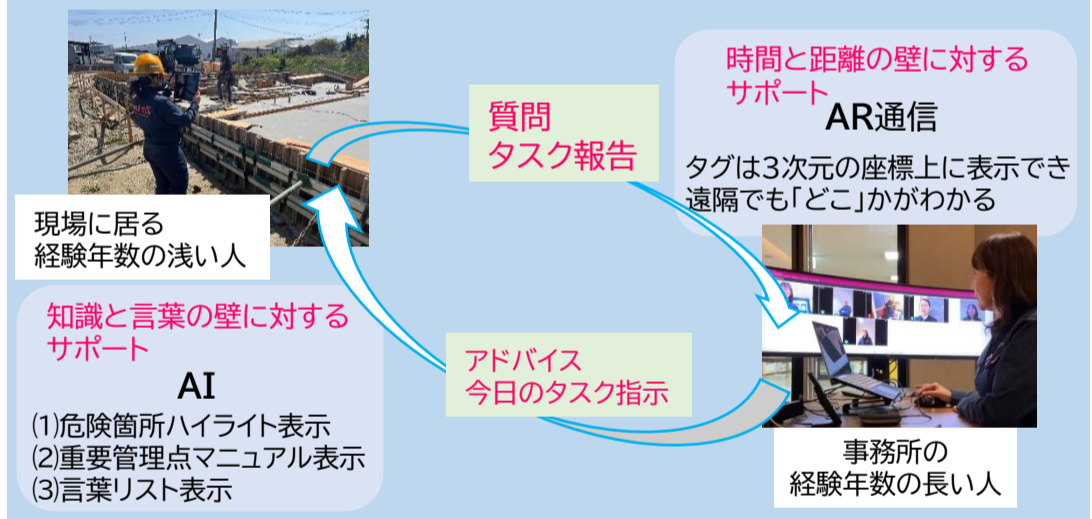 質問
タスク報告
時間と距離の壁に対する
サポート
AR通信
タグは3次元の座標上に表示でき
遠隔でも「どこ」かがわかる
現場に居る
経験年数の浅い人
知識と言葉の壁に対する
サポート
AI
(1)危険箇所ハイライト表示
(2)重要管理点マニュアル表示
(3)言葉リスト表示
アドバイス
今日のタスク指示
事務所の
経験年数の長い人